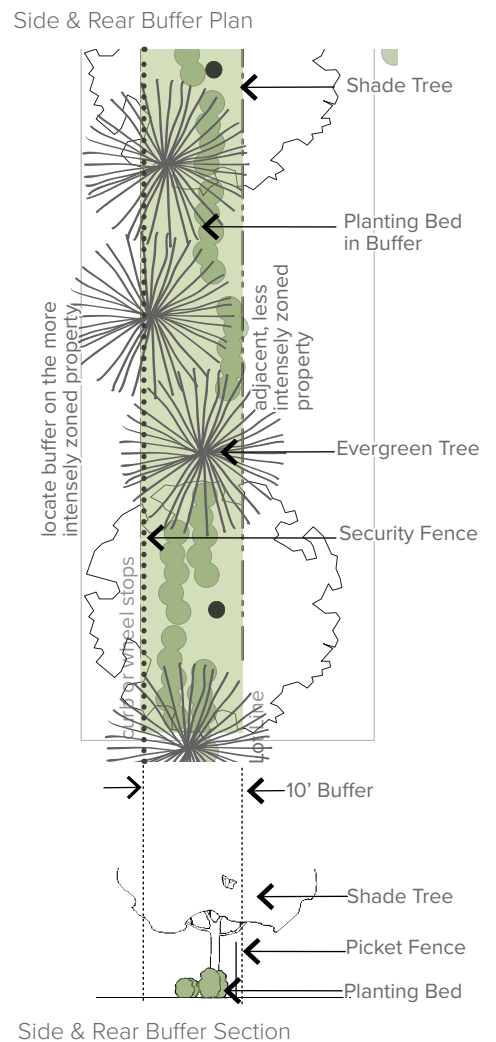 Side & Rear Buffer Plan
Shade Tree
Planting Bed
in Buffer
locate buffer on the more
intensely zoned property
adjacent, less
intensely zoned
property
Evergreen Tree
Security Fence
curb or wheel stops
Lot Line
10’ Buffer
Shade Tree
Picket Fence
Planting Bed
Side & Rear Buffer Section